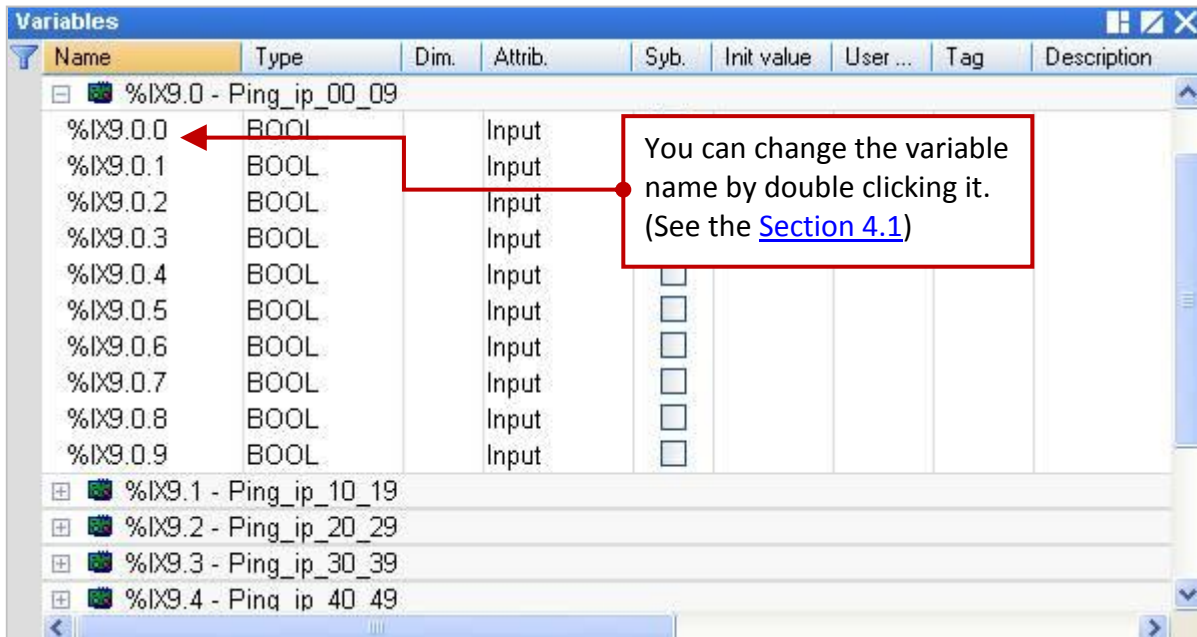 Variables
Name Type Dim. Attrib. Syb. Init value User ... Tag Description
%IX9.0 - Ping_ip_00_09
%IX9.0.0 BOOL Input
%IX9.0.1 BOOL Input
%IX9.0.2 BOOL Input
%IX9.0.3 BOOL Input
%IX9.0.4 BOOL Input
%IX9.0.5 BOOL Input
%IX9.0.6 BOOL Input
%IX9.0.7 BOOL Input
%IX9.0.8 BOOL Input
%IX9.0.9 BOOL Input
%IX9.1 - Ping_ip_10_19
%IX9.2 - Ping_ip_20_29
%IX9.3 - Ping_ip_30_39
%IX9.4 - Ping_ip_40_49
You can change the variable
name by double clicking it.
(See the Section 4.1)